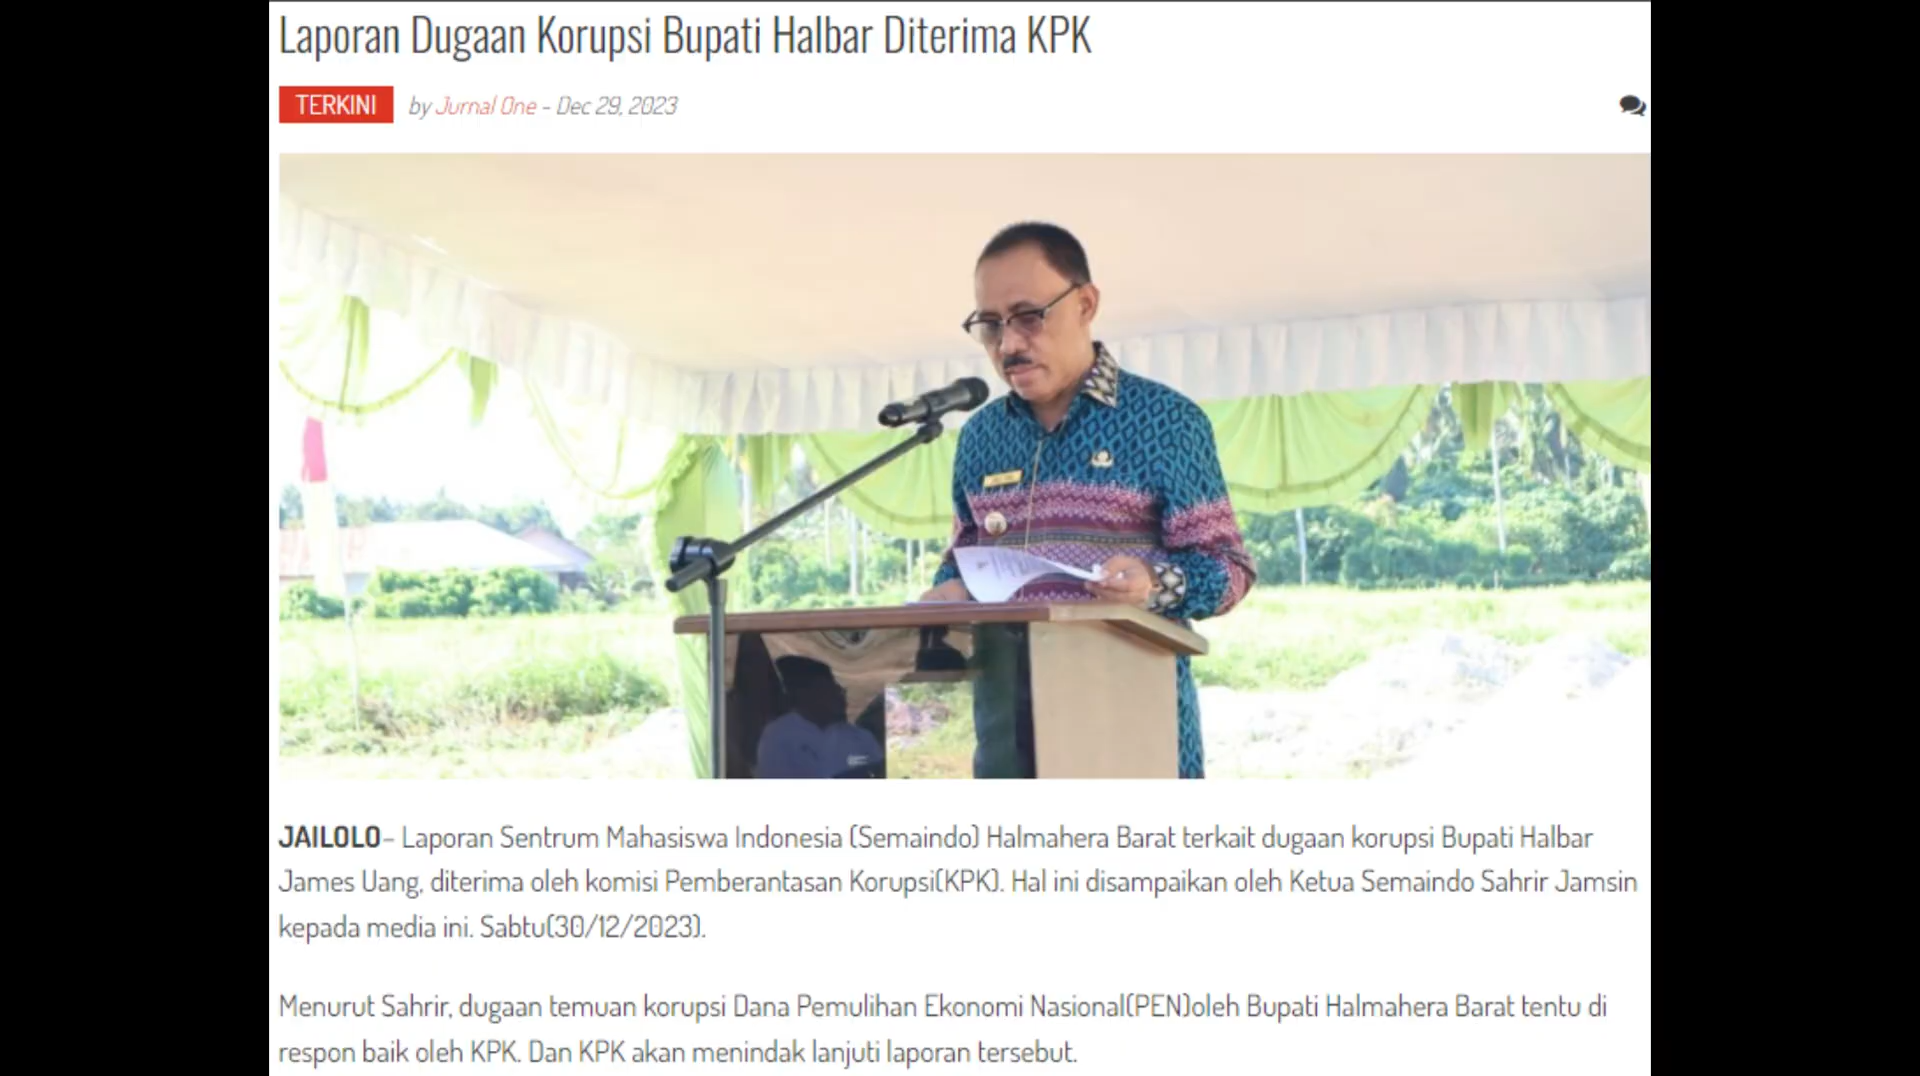 Laporan Dugaan Korupsi Bupati Halbar Diterima KPK
TERKINI by Jurnal One - Dec 29, 2023
JAILOLO– Laporan Sentrum Mahasiswa Indonesia (Semaindo) Halmahera Barat terkait dugaan korupsi Bupati Halbar
James Uang, diterima oleh komisi Pemberantasan Korupsi(KPK). Hal ini disampaikan oleh Ketua Semaindo Sahrir Jamsin
kepada media ini. Sabtu(30/12/2023).
Menurut Sahrir, dugaan temuan korupsi Dana Pemulihan Ekonomi Nasional(PEN)oleh Bupati Halmahera Barat tentu di
respon baik oleh KPK. Dan KPK akan menindak lanjuti laporan tersebut.